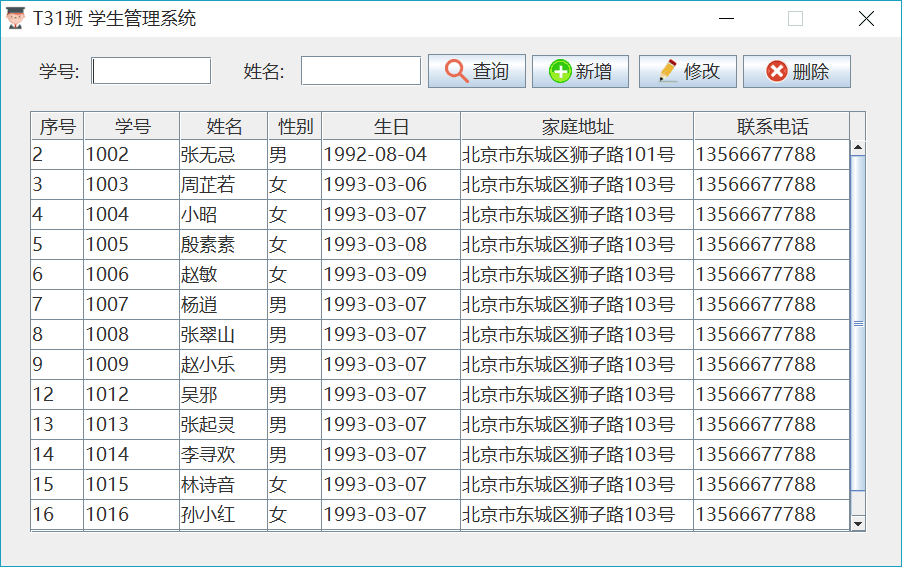 T31班 学生管理系统
学号: 姓名: 查询 新增 修改 删除
序号 学号 姓名 性别 生日 家庭地址 联系电话
2 1002 张无忌 男 1992-08-04 北京市东城区狮子路101号 13566677788
3 1003 周芷若 女 1993-03-06 北京市东城区狮子路103号 13566677788
4 1004 小昭 女 1993-03-07 北京市东城区狮子路103号 13566677788
5 1005 殷素素 女 1993-03-08 北京市东城区狮子路103号 13566677788
6 1006 赵敏 女 1993-03-09 北京市东城区狮子路103号 13566677788
7 1007 杨逍 男 1993-03-07 北京市东城区狮子路103号 13566677788
8 1008 张翠山 男 1993-03-07 北京市东城区狮子路103号 13566677788
9 1009 赵小乐 男 1993-03-07 北京市东城区狮子路103号 13566677788
12 1012 吴邪 男 1993-03-07 北京市东城区狮子路103号 13566677788
13 1013 张起灵 男 1993-03-07 北京市东城区狮子路103号 13566677788
14 1014 李寻欢 男 1993-03-07 北京市东城区狮子路103号 13566677788
15 1015 林诗音 女 1993-03-07 北京市东城区狮子路103号 13566677788
16 1016 孙小红 女 1993-03-07 北京市东城区狮子路103号 13566677788